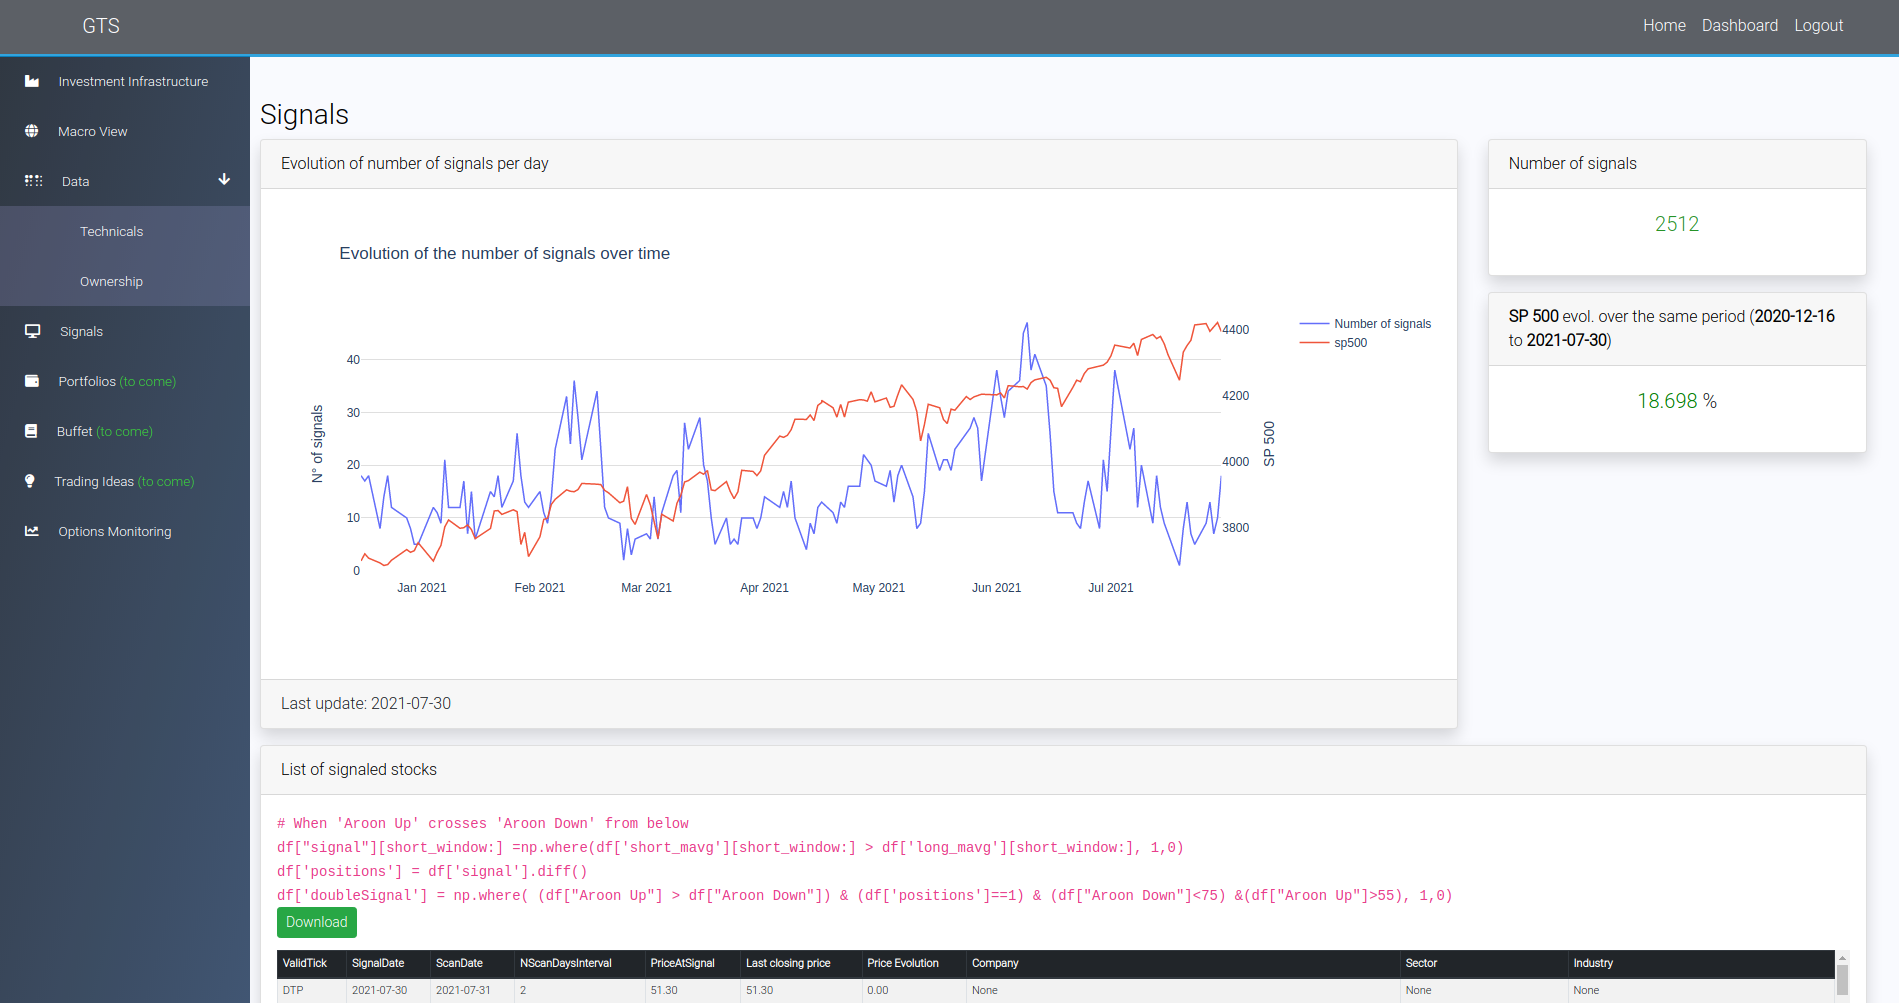 GTS
Home Dashboard Logout
Investment Infrastructure
Macro View
Data
Technicals
Ownership
Signals
Portfolios (to come)
Buffet (to come)
Trading Ideas (to come)
Options Monitoring
Signals
Evolution of number of signals per day
Evolution of the number of signals over time
Number of signals
sp500
40
30
20
10
0
N° of signals
4400
4200
4000
3800
SP 500
Jan 2021 Feb 2021 Mar 2021 Apr 2021 May 2021 Jun 2021 Jul 2021
Last update: 2021-07-30
Number of signals
2512
SP 500 evol. over the same period (2020-12-16
to 2021-07-30)
18.698 %
List of signaled stocks
# When 'Aroon Up' crosses 'Aroon Down' from below
df["signal"][short_window:] =np.where(df['short_mavg'][short_window:] > df['long_mavg'][short_window:], 1,0)
df['positions'] = df['signal'].diff()
df['doubleSignal'] = np.where( (df["Aroon Up"] > df["Aroon Down"]) & (df['positions']==1) & (df["Aroon Down"]<75) &(df["Aroon Up"]>55), 1,0)
Download
ValidTick SignalDate ScanDate NScanDaysInterval PriceAtSignal Last closing price Price Evolution Company Sector Industry
DTP 2021-07-30 2021-07-31 2 51.30 51.30 0.00 None None None